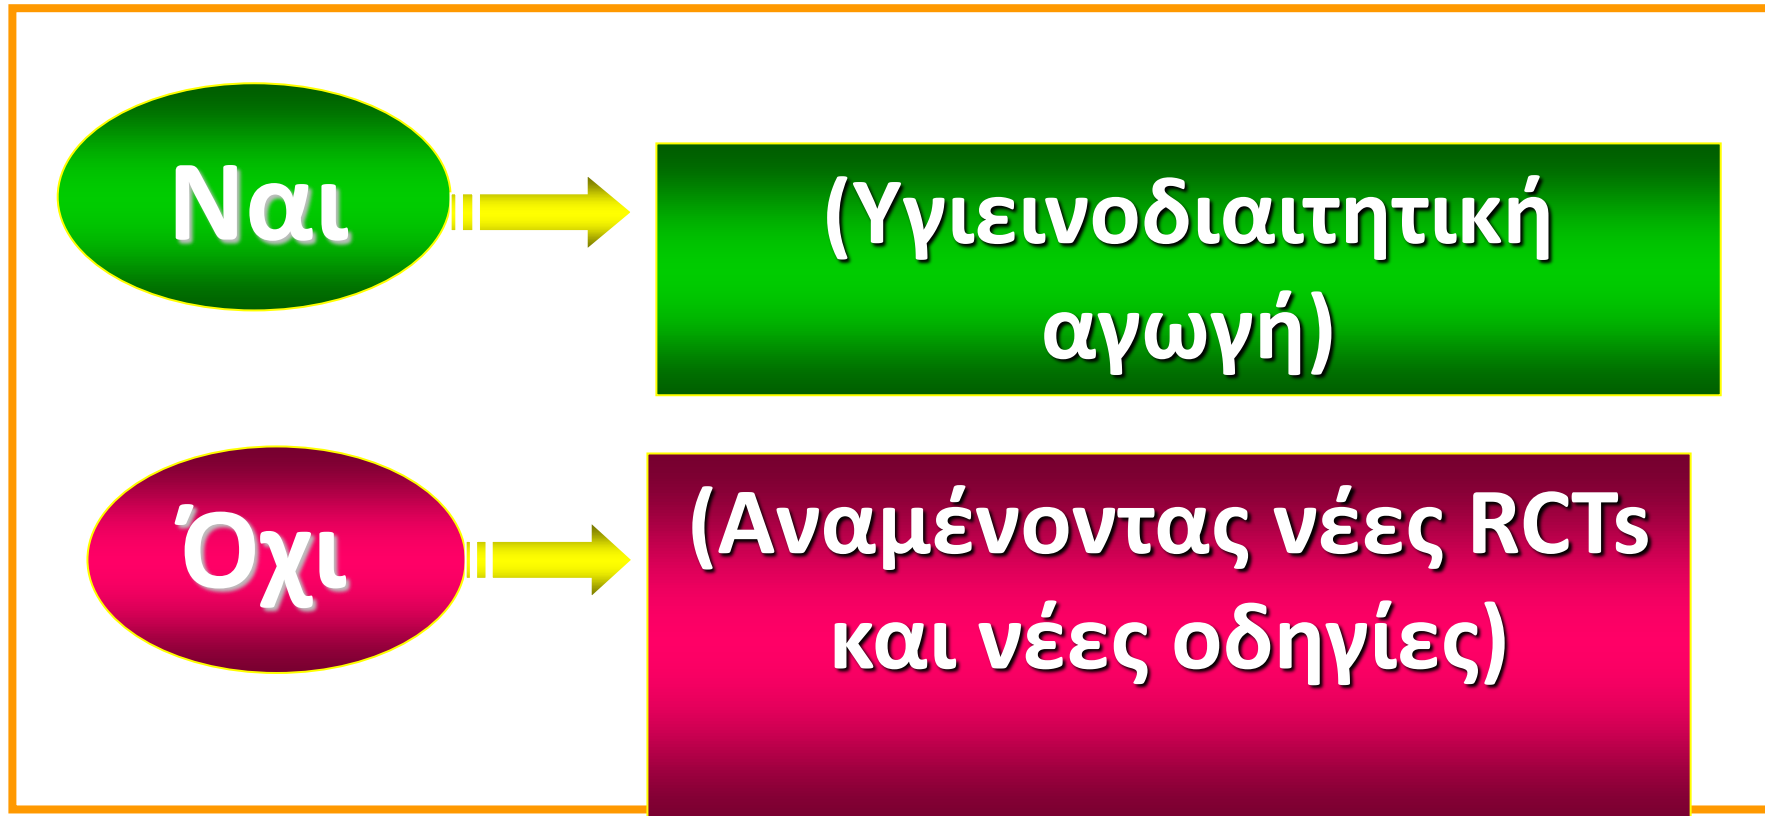 Ναι
(Υγιεινοδιαιτητική
αγωγή)
Όχι
(Αναμένοντας νέες RCTs
και νέες οδηγίες)